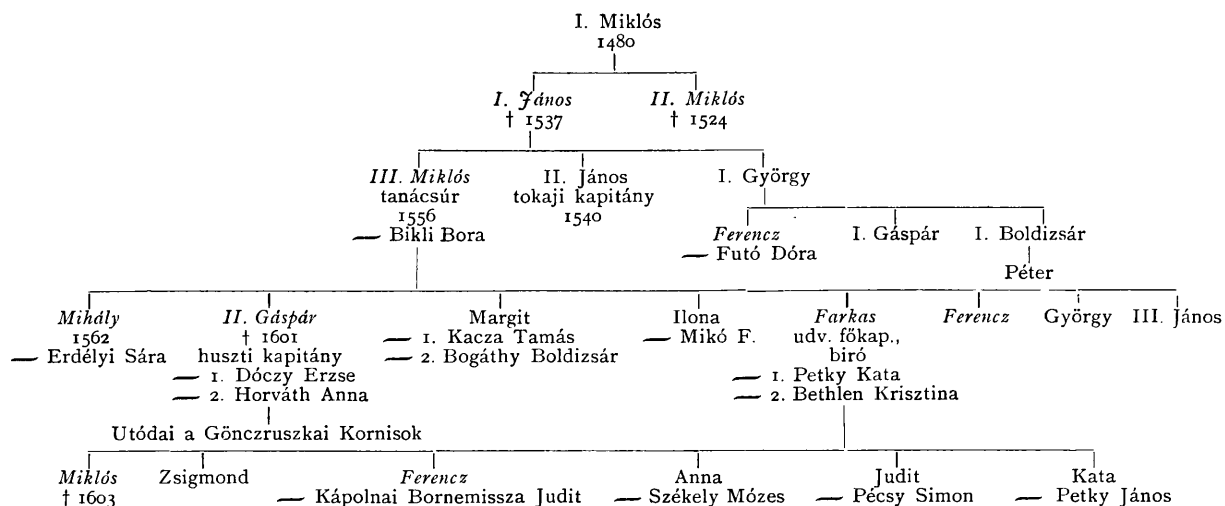 I. Miklós
1480
I. János
† 1537
II. Miklós
† 1524
III. Miklós
tanácsúr
1556
— Bikli Bora
II. János
tokaji kapitány
1540
I. György
Ferencz
— Futó Dóra
I. Gáspár
I. Boldizsár
Péter
Mihály
1562
— Erdélyi Sára
II. Gáspár
† 1601
huszti kapitány
— 1. Dóczy Erzse
— 2. Horváth Anna
Utódai a Gönczruszkai Kornisok
Margit
— 1. Kacza Tamás
— 2. Bogáthy Boldizsár
Ilona
— Mikó F.
Farkas
udv. főkap.,
biró
— 1. Petky Kata
— 2. Bethlen Krisztina
Ferencz
György
III. János
Miklós
† 1603
Zsigmond
Ferencz
— Kápolnai Bornemissza Judit
Anna
— Székely Mózes
Judit
— Pécsy Simon
Kata
— Petky János